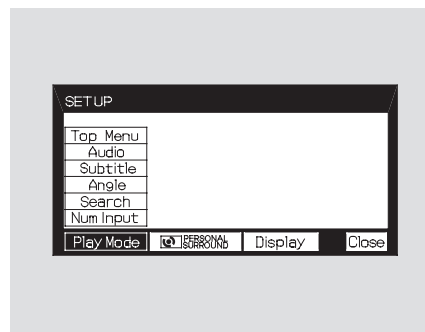 SETUP
Top Menu
Audio
Subtitle
Angle
Search
Num Input
Play Mode PERSONAL SURROUND Display Close